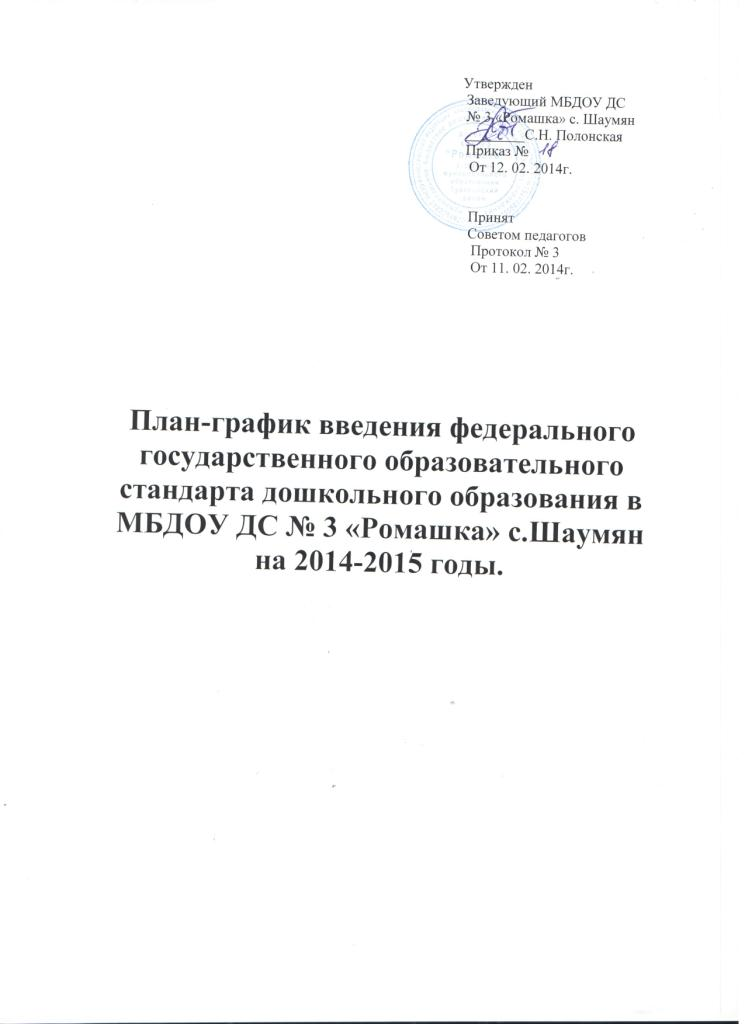 Утвержден
Заведующий МБДОУ ДС
№ 3 «Ромашка» с. Шаумян
________С.Н. Полонская
Приказ № 18
От 12. 02. 2014г.
Принят
Советом педагогов
Протокол № 3
От 11. 02. 2014г.
План-график введения федерального
государственного образовательного
стандарта дошкольного образования в
МБДОУ ДС № 3 «Ромашка» с.Шаумян
на 2014-2015 годы.